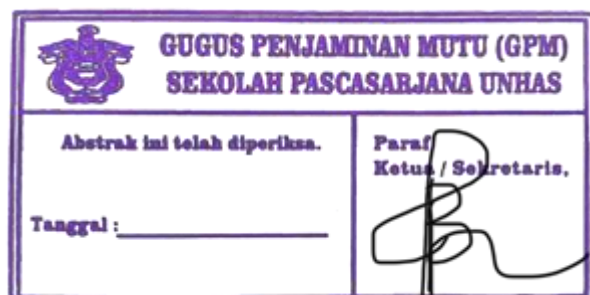 GUGUS PENJAMINAN MUTU (GPM)
SEKOLAH PASCASARJANA UNHAS
Abstrak ini telah diperiksa.
Tanggal :
Paraf
Ketua / Sekretaris,